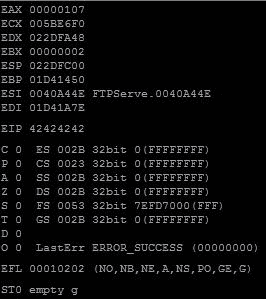 EAX 00000107
ECX 005BE6F0
EDX 022DFA48
EBX 00000002
ESP 022DFC00
EBP 01D41450
ESI 0040A44E FTPServe.0040A44E
EDI 01D41A7E
EIP 42424242
C 0 ES 002B 32bit 0(FFFFFFFF)
P 0 CS 0023 32bit 0(FFFFFFFF)
A 0 SS 002B 32bit 0(FFFFFFFF)
Z 0 DS 002B 32bit 0(FFFFFFFF)
S 0 FS 0053 32bit 7EFD7000(FFF)
T 0 GS 002B 32bit 0(FFFFFFFF)
D 0
O 0 LastErr ERROR_SUCCESS (00000000)
EFL 00010202 (NO,NB,NE,A,NS,PO,GE,G)
ST0 empty g